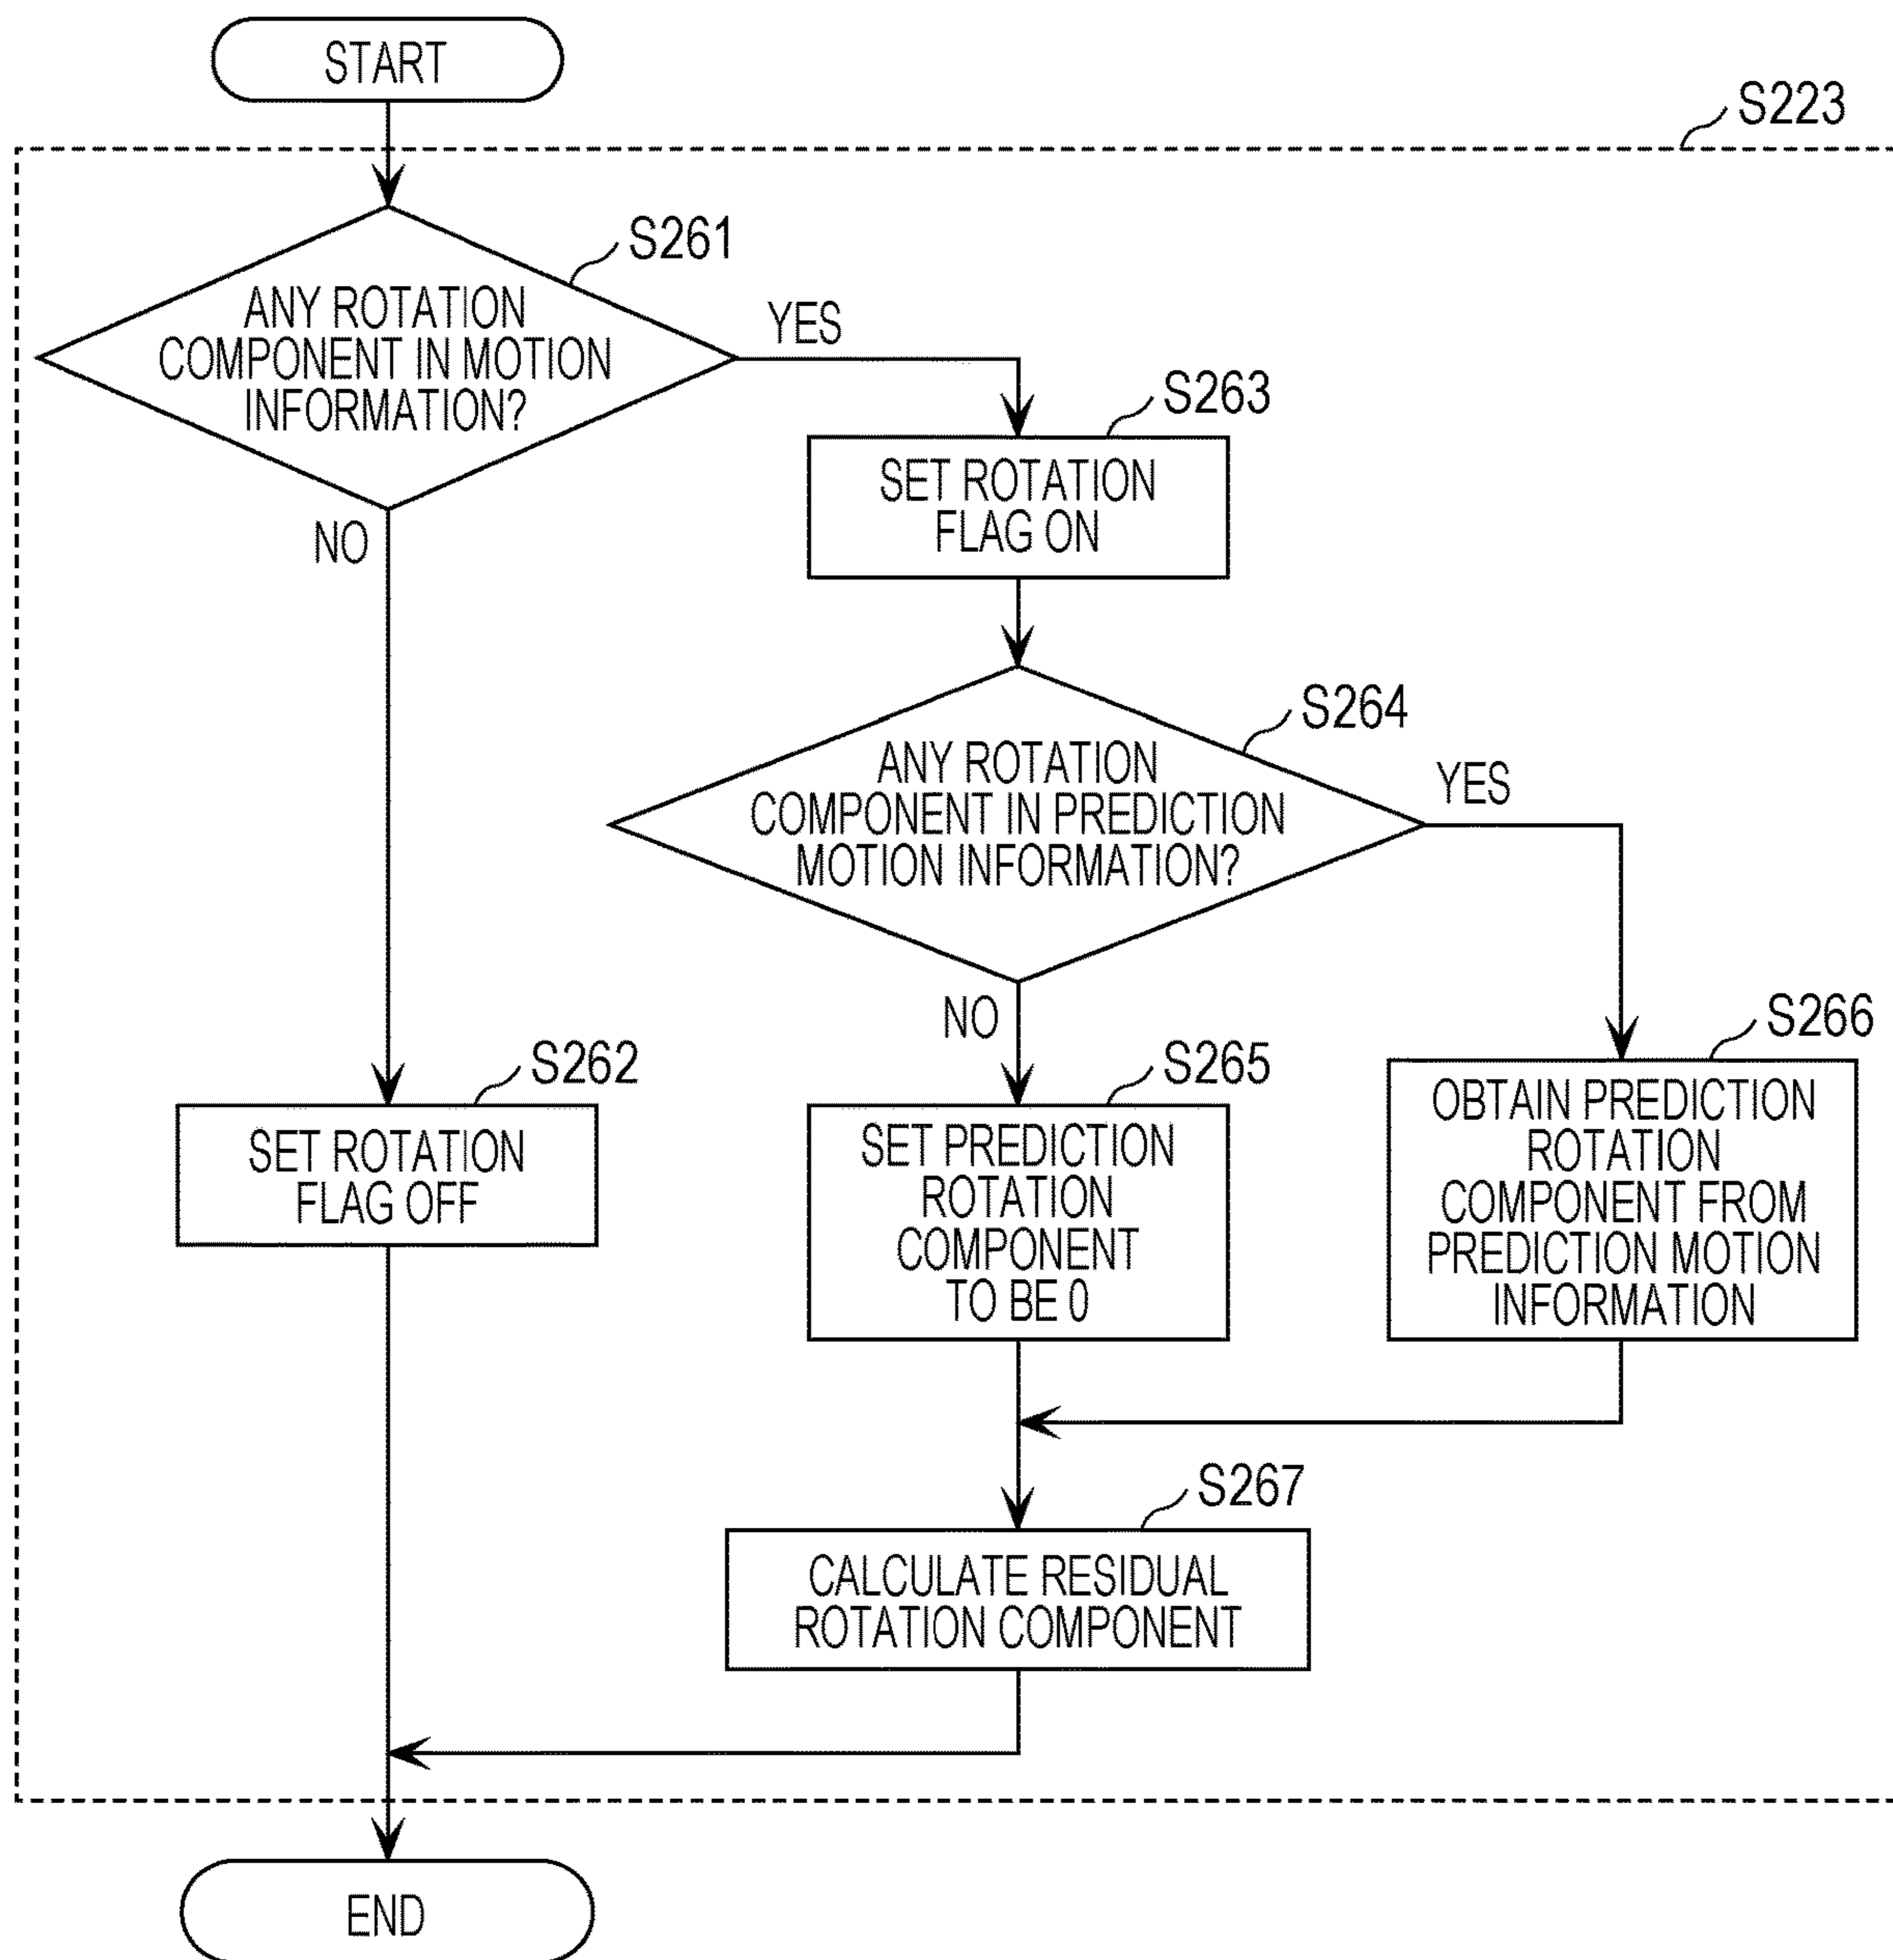 START
S223
S261
ANY ROTATION
COMPONENT IN MOTION
INFORMATION?
YES
NO
S263
SET ROTATION
FLAG ON
S264
ANY ROTATION
COMPONENT IN PREDICTION
MOTION INFORMATION?
YES
NO
S262
SET ROTATION
FLAG OFF
S265
SET PREDICTION
ROTATION
COMPONENT
TO BE 0
S266
OBTAIN PREDICTION
ROTATION
COMPONENT FROM
PREDICTION MOTION
INFORMATION
S267
CALCULATE RESIDUAL
ROTATION COMPONENT
END